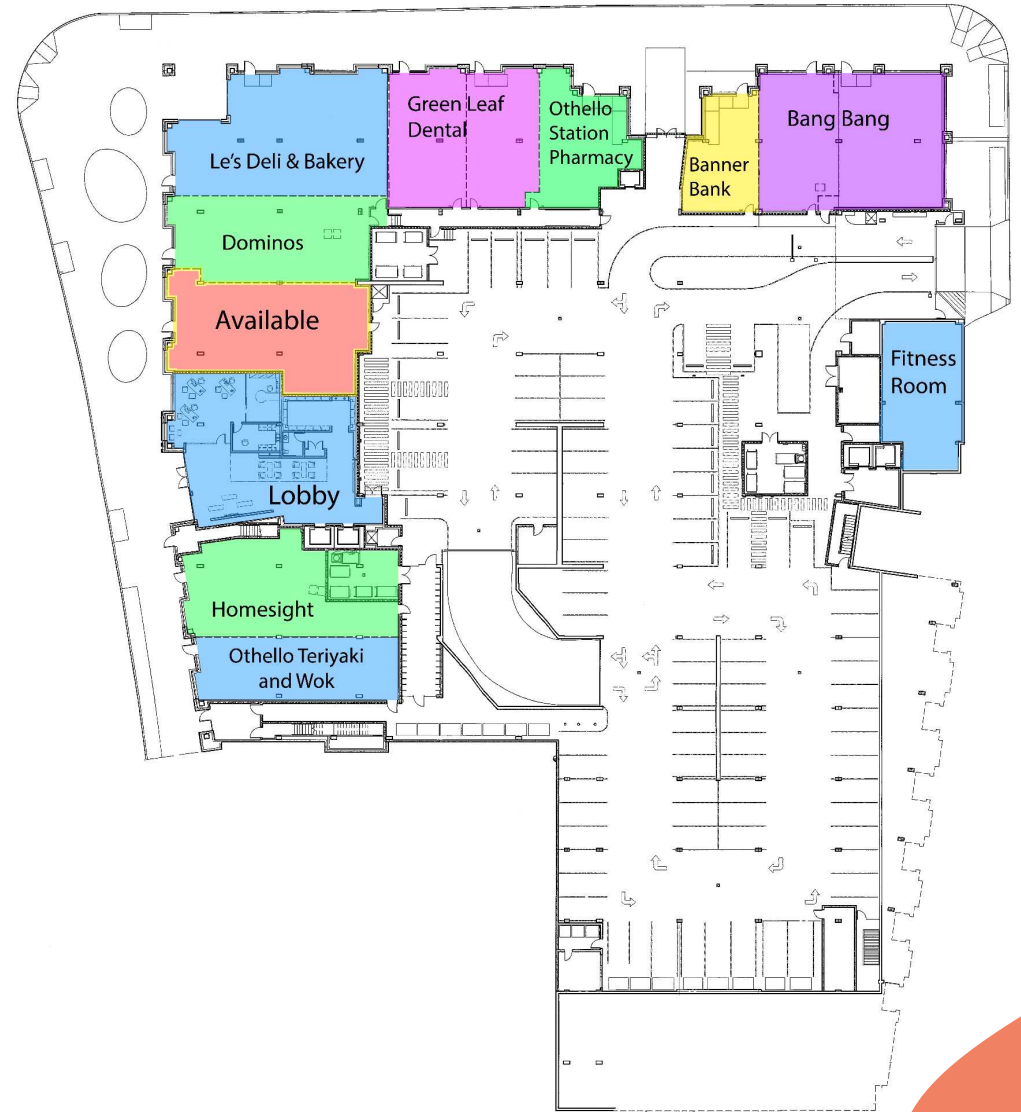 Green Leaf
Dental
Othello
Station
Pharmacy
Bang Bang
Le's Deli & Bakery
Banner
Bank
Dominos
Available
Fitness
Room
Lobby
Homesight
Othello Teriyaki
and Wok